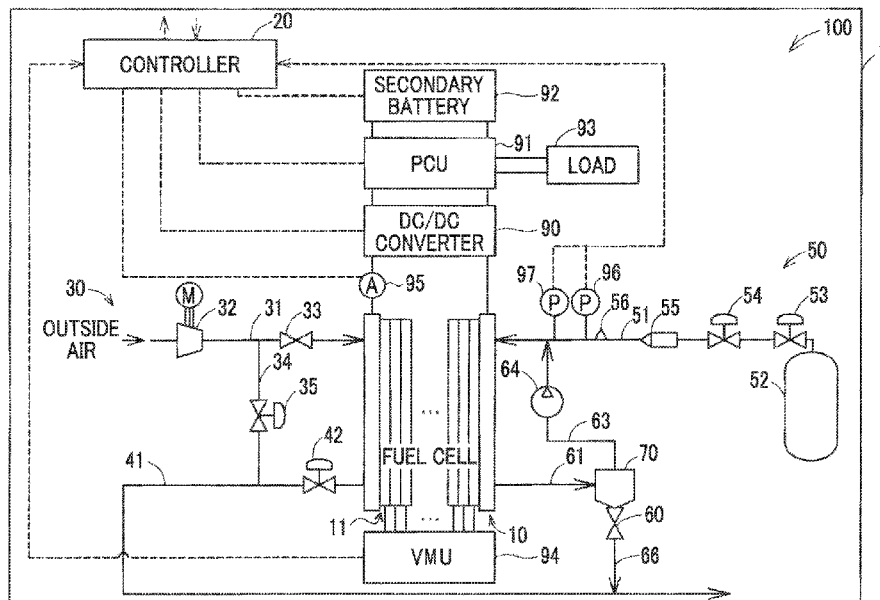 20
100
CONTROLLER
SECONDARY
BATTERY
92
91
93
PCU
LOAD
DC/DC
CONVERTER
90
50
97
96
P
P
A
95
30
M
32
31
33
56
51
55
54
53
OUTSIDE
AIR
34
35
64
52
42
63
41
FUEL CELL
61
70
60
11
10
66
VMU
94